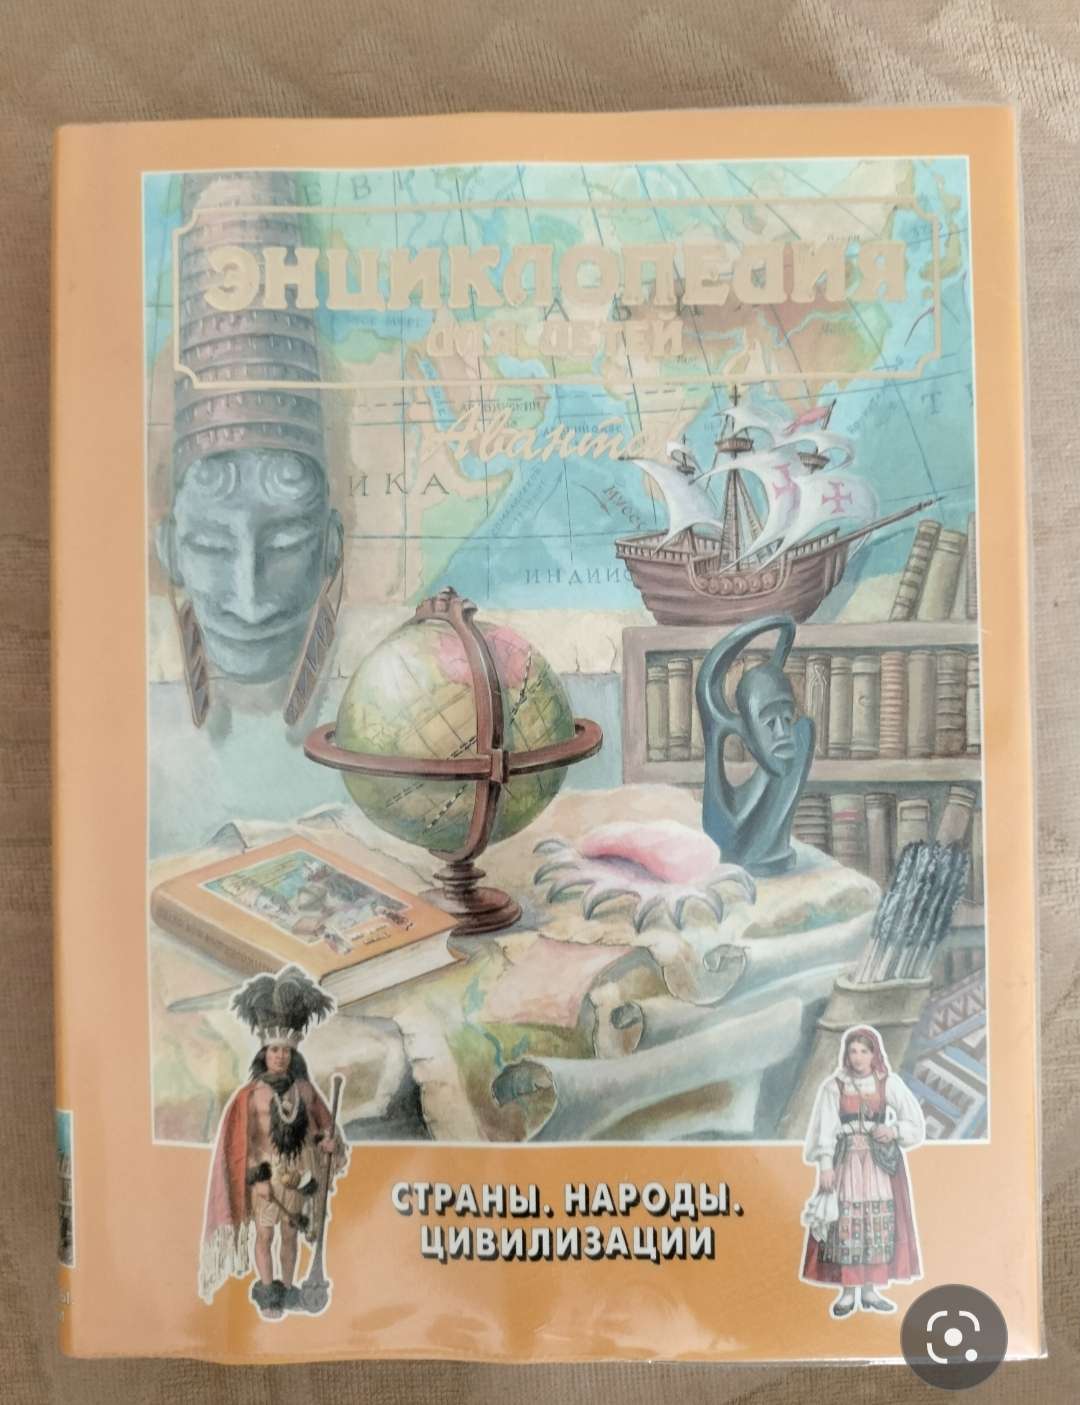 ЭНЦИКЛОПЕДИЯ
ДЛЯ ДЕТЕЙ
Аванта+
ИКА
ИНДИЙС
СТРАНЫ. НАРОДЫ.
ЦИВИЛИЗАЦИИ